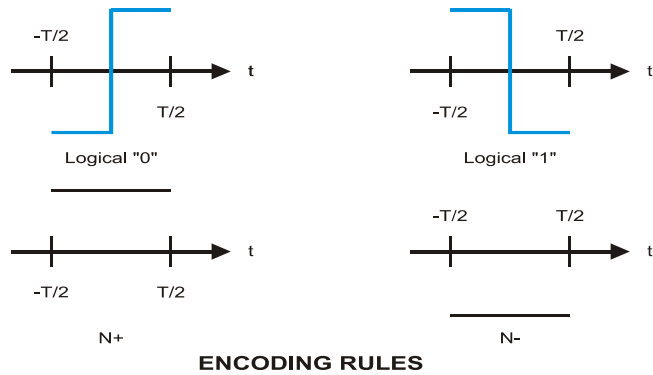 -T/2 T/2
t t
T/2 -T/2
Logical "0" Logical "1"
-T/2 T/2
t t
-T/2 T/2
N+ N-
ENCODING RULES